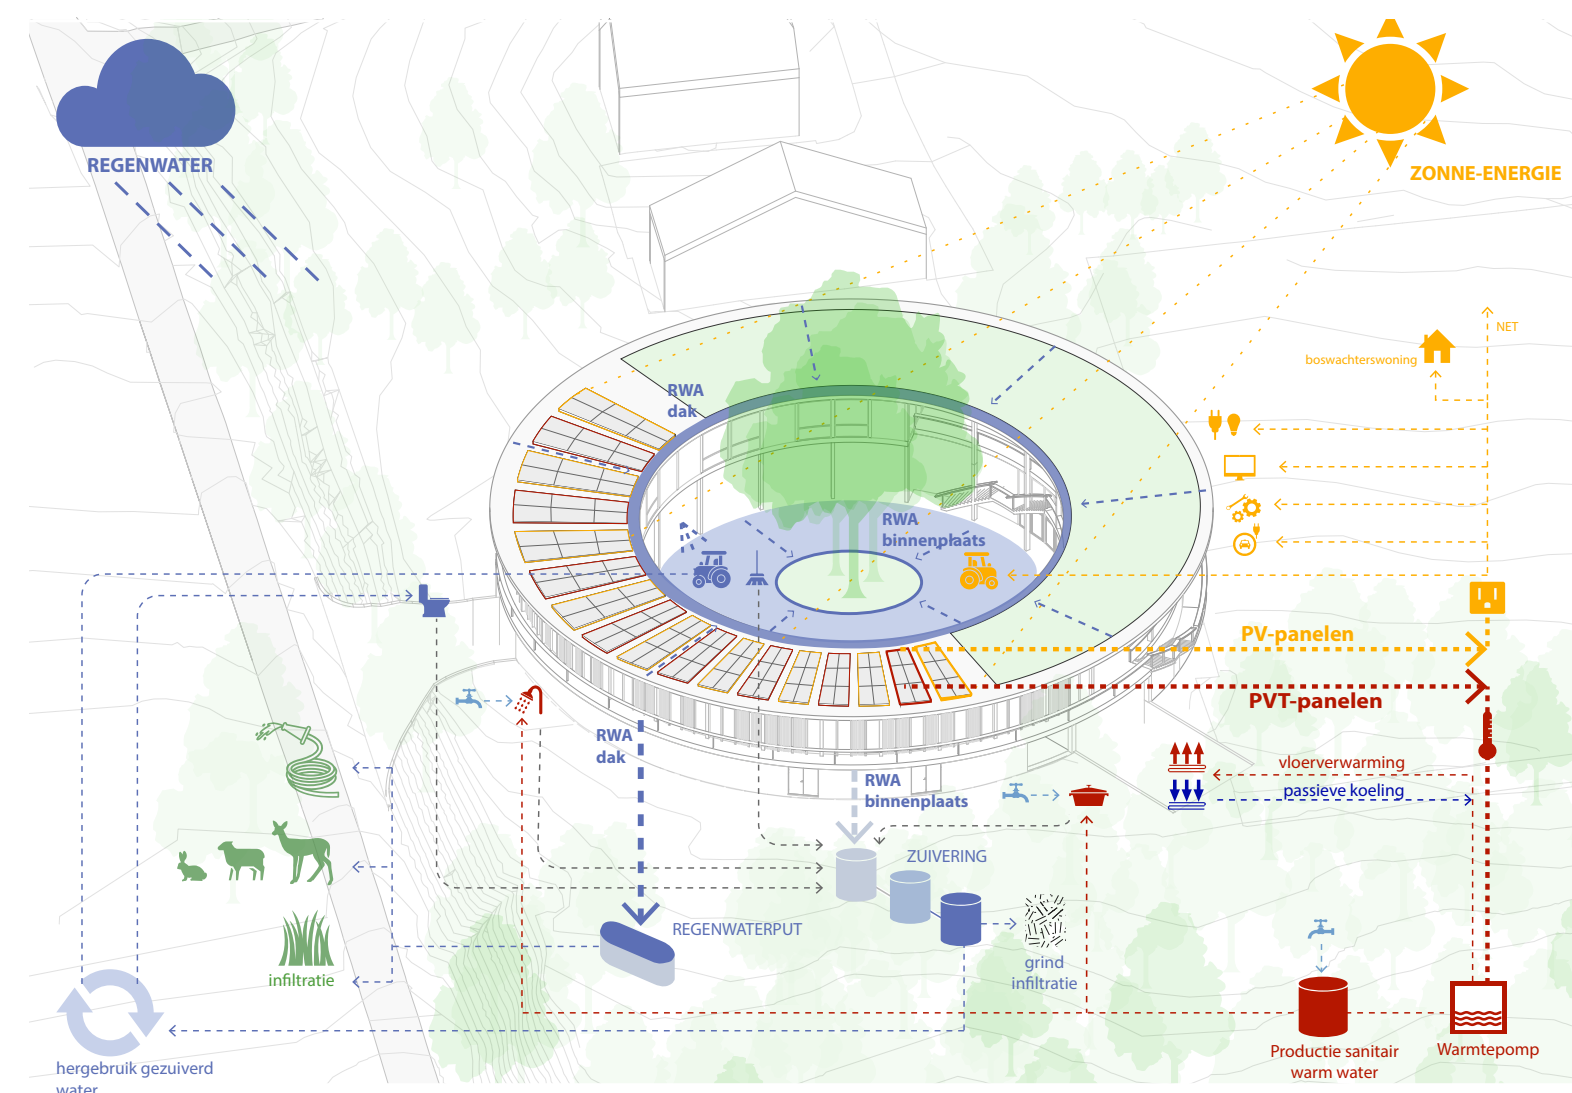 REGENWATER
ZONNE-ENERGIE
NET
boswachterswoning
RWA
dak
RWA
binnenplaats
PV-panelen
PVT-panelen
RWA
dak
RWA
binnenplaats
vloerverwarming
passieve koeling
ZUIVERING
REGENWATERPUT
grind
infiltratie
infiltratie
Productie sanitair
warm water
Warmtepomp
hergebruik gezuiverd
water